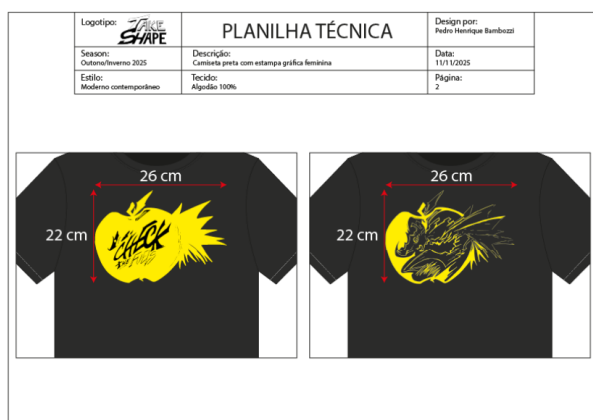 Logotipo:
TAKE
SHAPE
PLANILHA TÉCNICA
Design por:
Pedro Henrique Bambozzi
Season:
Outono/Inverno 2025
Descrição:
Camiseta preta com estampa gráfica feminina
Data:
11/11/2025
Estilo:
Moderno contemporâneo
Tecido:
Algodão 100%
Página:
2
26 cm
22 cm
CHECK
THE
26 cm
22 cm